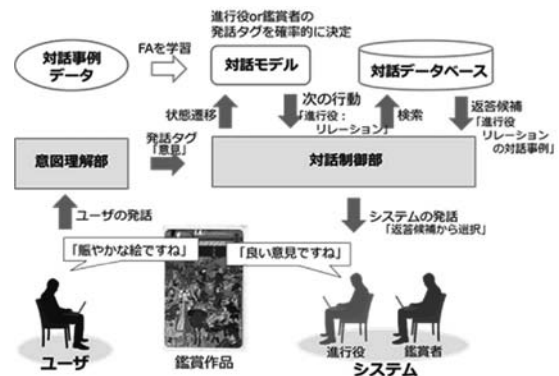 進行役or鑑賞者の
発話タグを確率的に決定
対話事例
データ
FAを学習
対話モデル
対話データベース
状態遷移
次の行動
「進行役：
リレーション」
検索
返答候補
「進行役
リレーション
の対話事例」
発話タグ
「意見」
意図理解部
対話制御部
ユーザの発話
システムの発話
「返答候補から選択」
「賑やかな絵ですね」
「良い意見ですね」
ユーザ
鑑賞作品
進行役
鑑賞者
システム